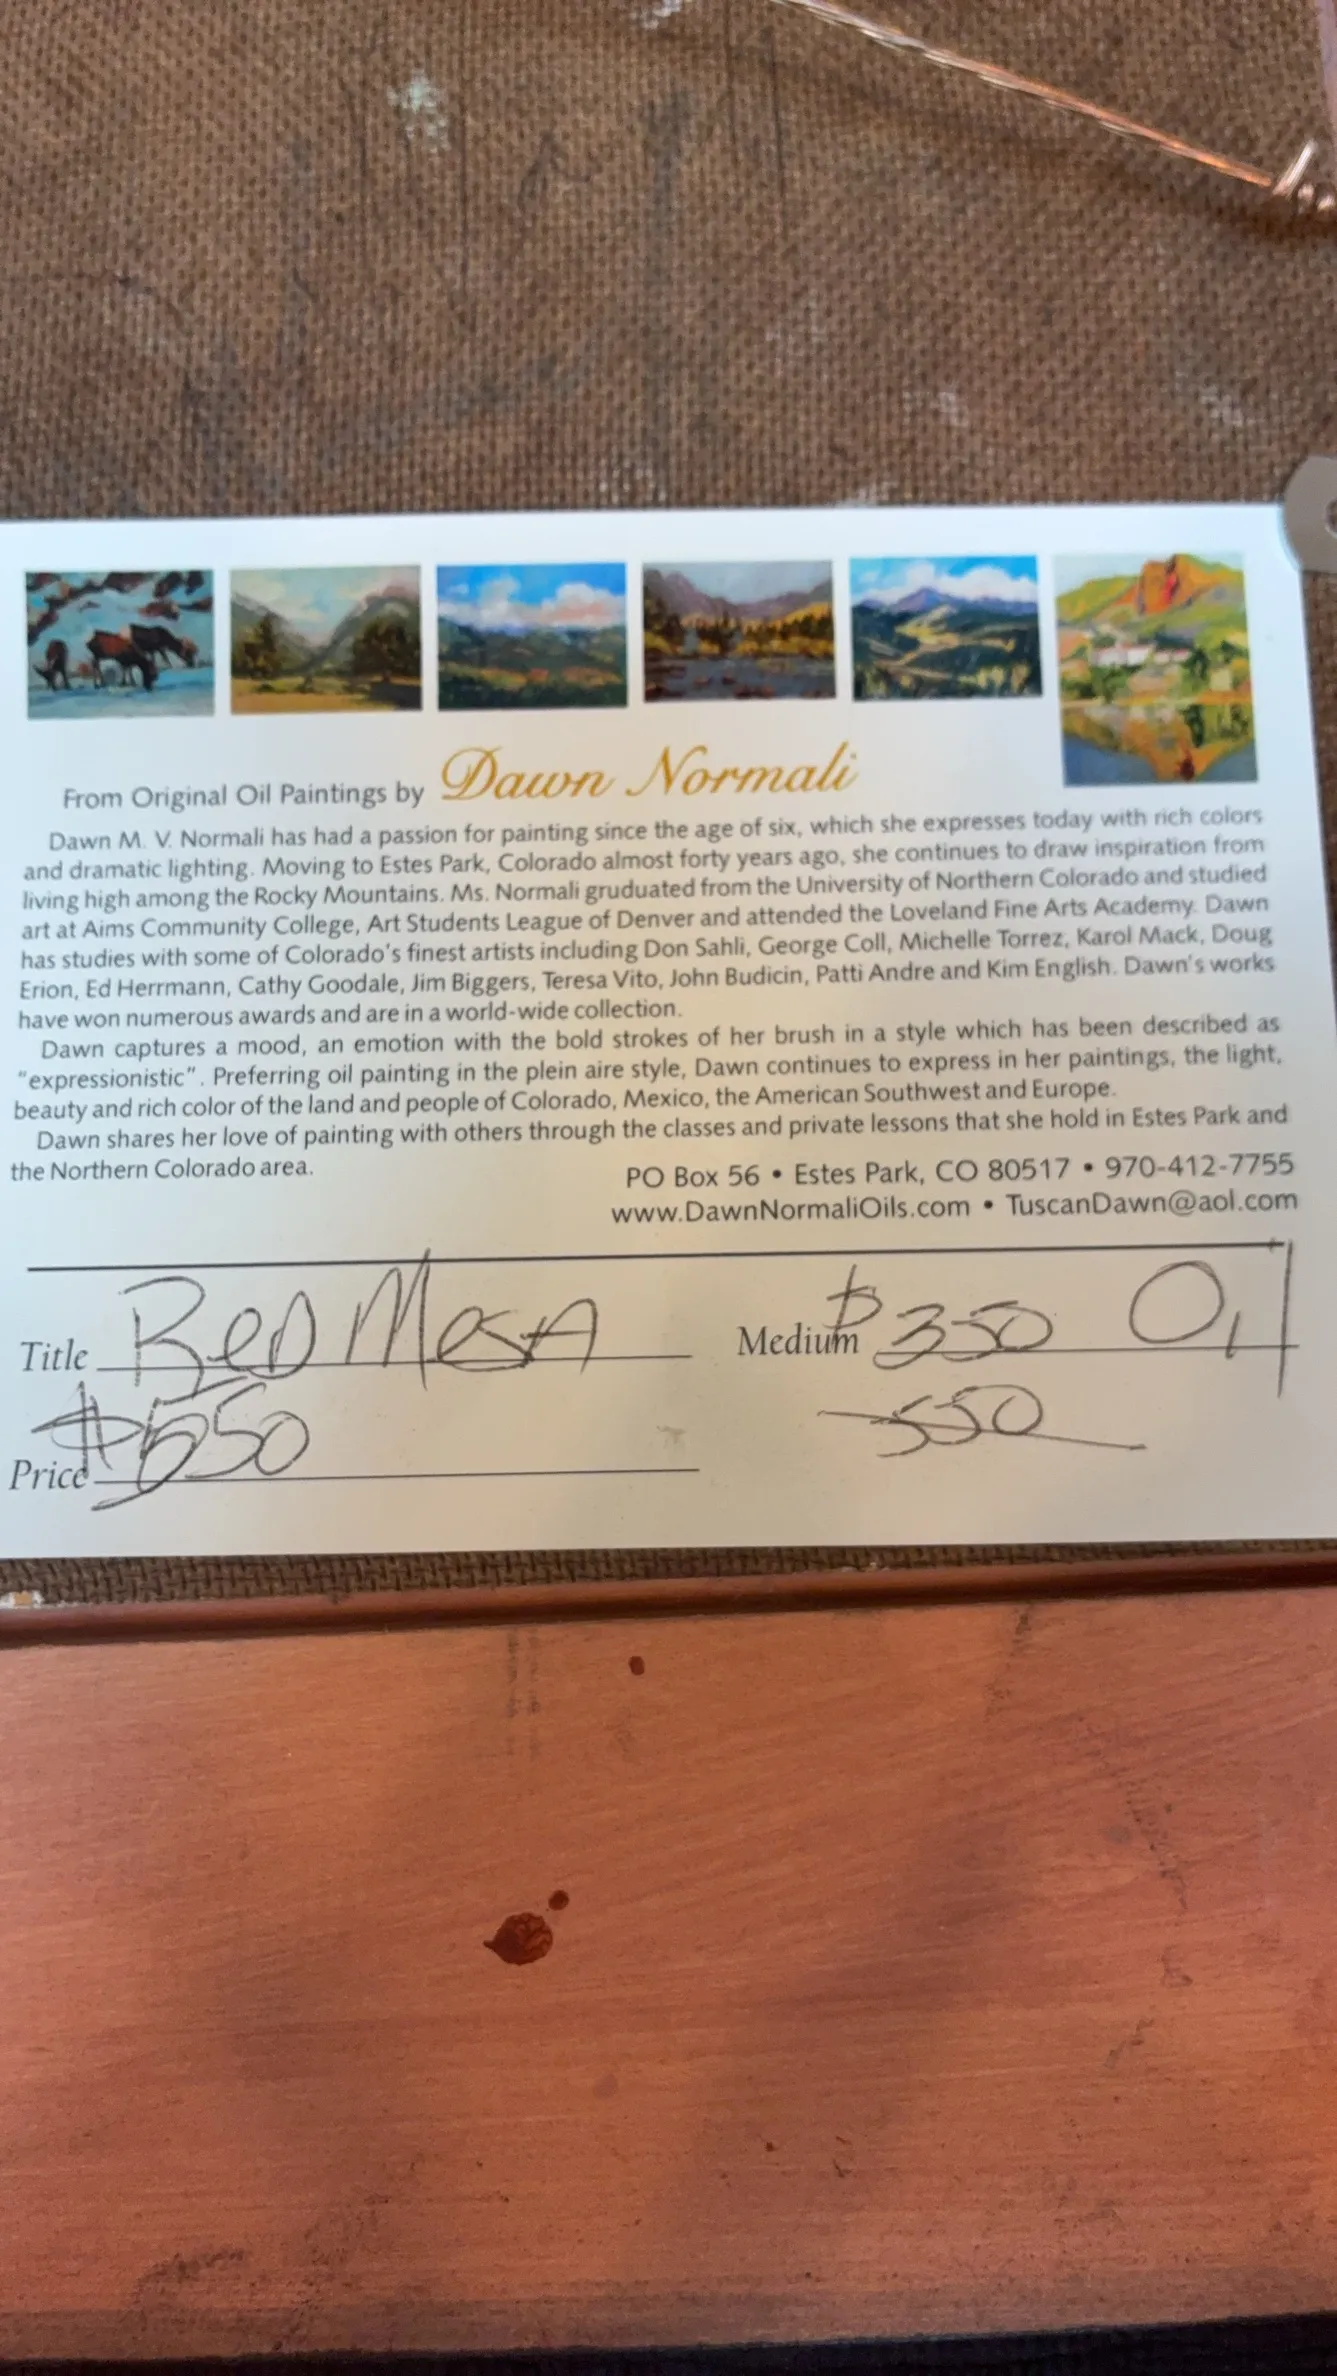 From Original Oil Paintings by Dawn Normali
Dawn M. V. Normali has had a passion for painting since the age of six, which she expresses today with rich colors
and dramatic lighting. Moving to Estes Park, Colorado almost forty years ago, she continues to draw inspiration from
living high among the Rocky Mountains. Ms. Normali gruduated from the University of Northern Colorado and studied
art at Aims Community College, Art Students League of Denver and attended the Loveland Fine Arts Academy. Dawn
has studies with some of Colorado's finest artists including Don Sahli, George Coll, Michelle Torrez, Karol Mack, Doug
Erion, Ed Herrmann, Cathy Goodale, Jim Biggers, Teresa Vito, John Budicin, Patti Andre and Kim English. Dawn's works
have won numerous awards and are in a world-wide collection.
Dawn captures a mood, an emotion with the bold strokes of her brush in a style which has been described as
"expressionistic". Preferring oil painting in the plein aire style, Dawn continues to express in her paintings, the light,
beauty and rich color of the land and people of Colorado, Mexico, the American Southwest and Europe.
Dawn shares her love of painting with others through the classes and private lessons that she hold in Estes Park and
the Northern Colorado area.
PO Box 56 • Estes Park, CO 80517 • 970-412-7755
www.DawnNormaliOils.com • TuscanDawn@aol.com
Title Red Mesa Medium $350 Oil
Price $550 550